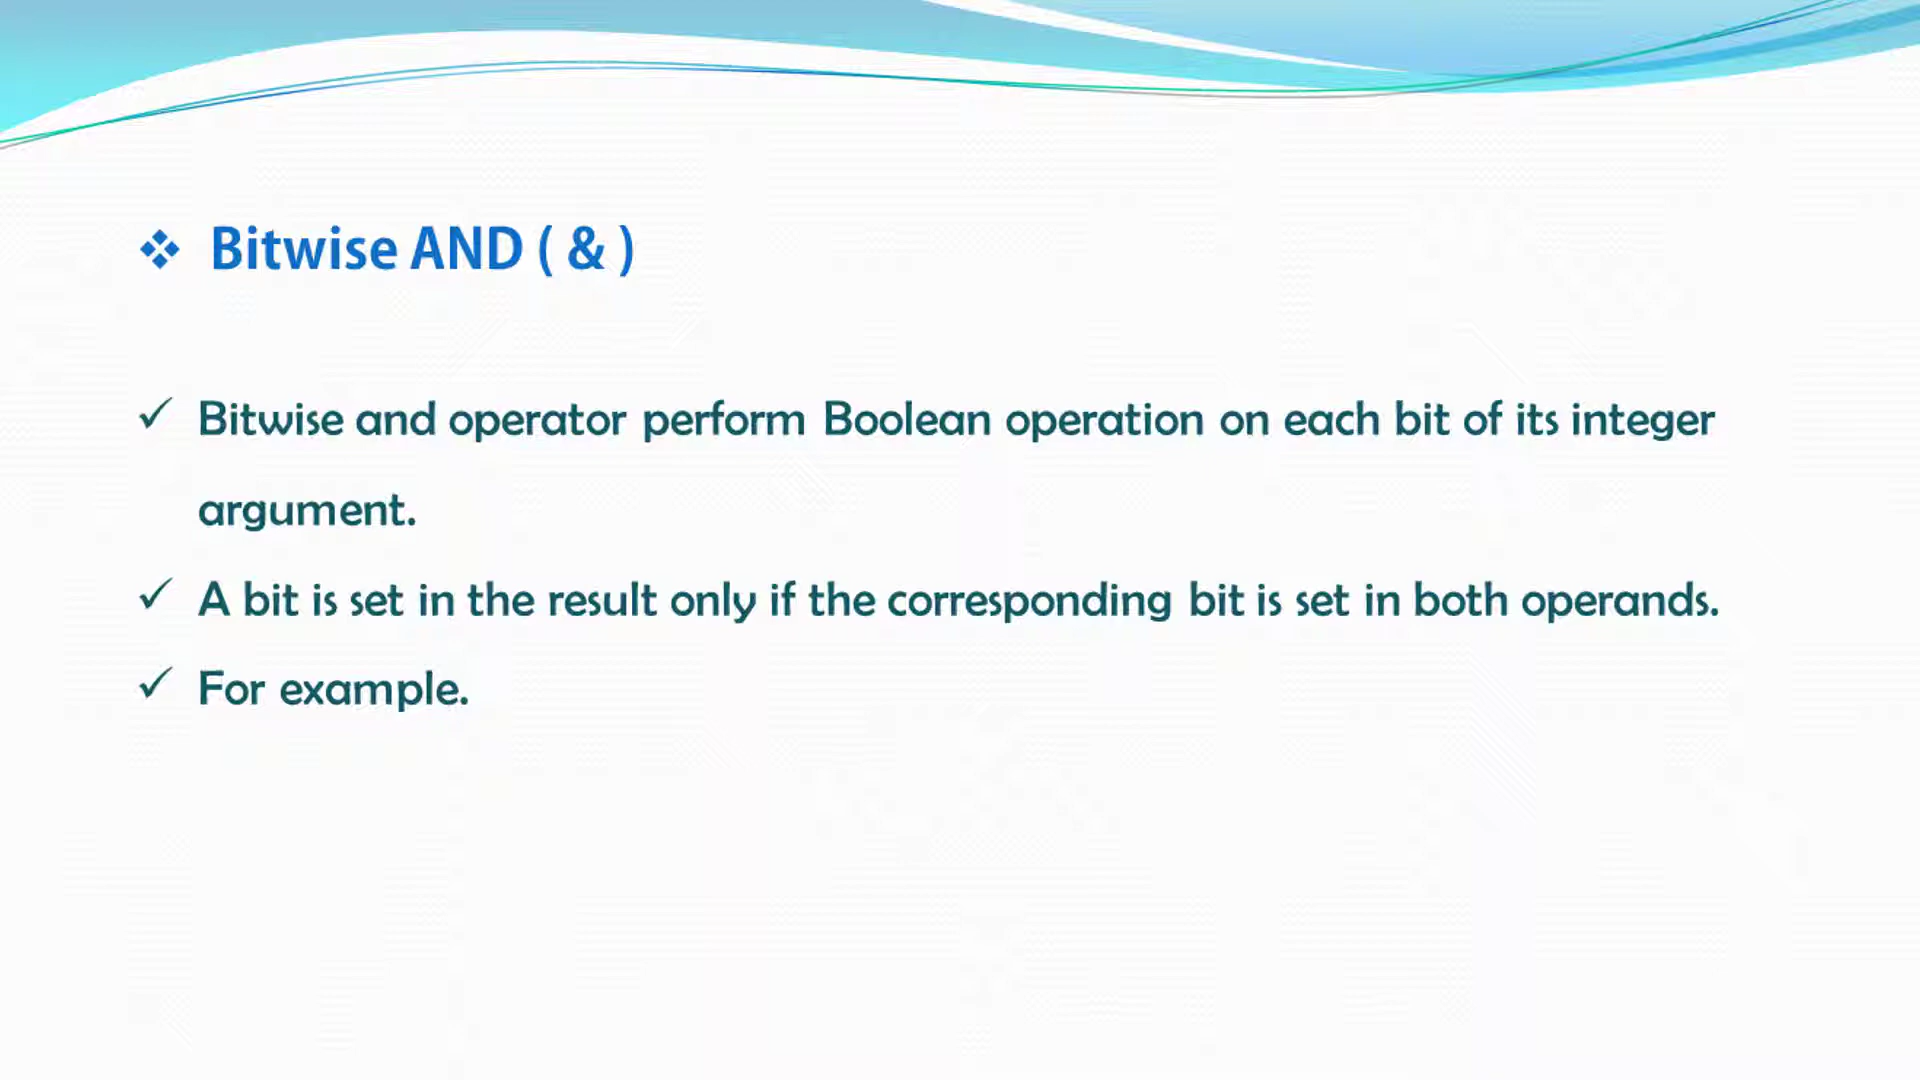 Bitwise AND ( & )
Bitwise and operator perform Boolean operation on each bit of its integer
argument.
A bit is set in the result only if the corresponding bit is set in both operands.
For example.